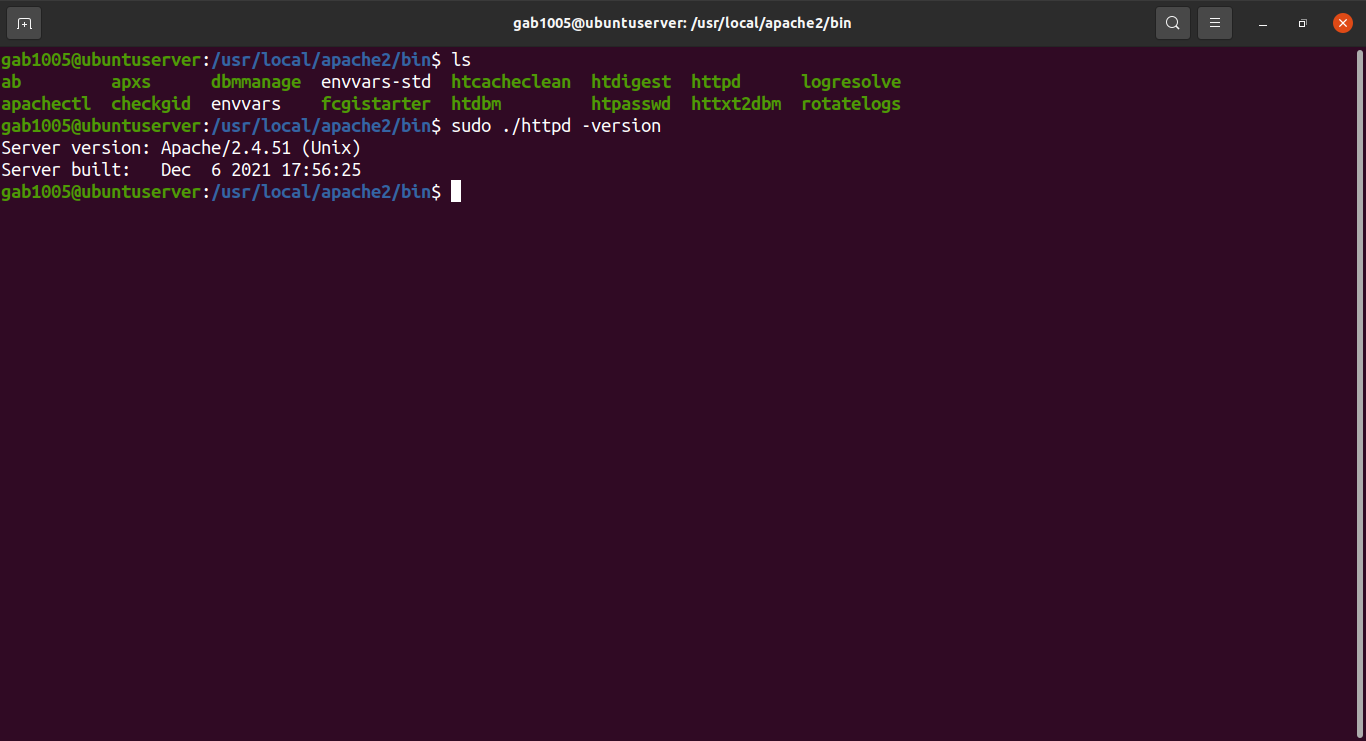 gab1005@ubuntuserver: /usr/local/apache2/bin
gab1005@ubuntuserver:/usr/local/apache2/bin$ ls
ab         apxs      dbmmanage  envvars-std  htcacheclean  htdigest  httpd      logresolve
apachectl  checkgid  envvars    fcgistarter  htdbm         htpasswd  httxt2dbm  rotatelogs
gab1005@ubuntuserver:/usr/local/apache2/bin$ sudo ./httpd -version
Server version: Apache/2.4.51 (Unix)
Server built:   Dec  6 2021 17:56:25
gab1005@ubuntuserver:/usr/local/apache2/bin$